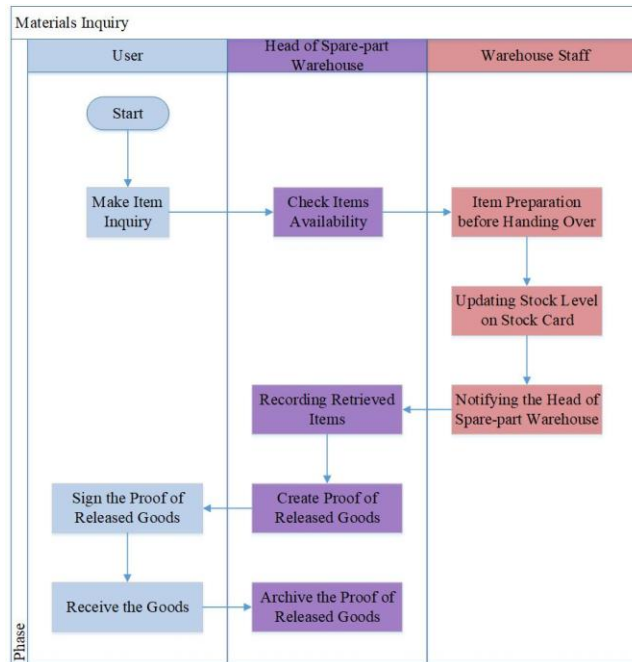 Materials Inquiry
User
Head of Spare-part
Warehouse
Warehouse Staff
Start
Make Item
Inquiry
Check Items
Availability
Item Preparation
before Handing Over
Updating Stock Level
on Stock Card
Notifying the Head of
Spare-part Warehouse
Recording Retrieved
Items
Create Proof of
Released Goods
Sign the Proof of
Released Goods
Receive the Goods
Archive the Proof of
Released Goods
Phase